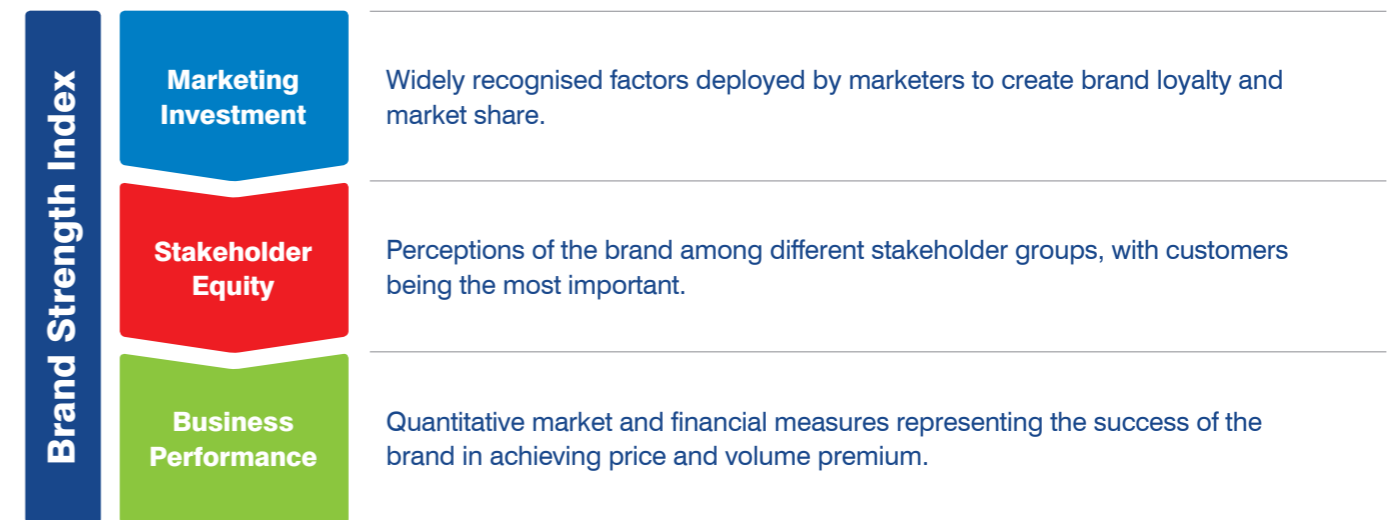 Brand Strength Index
Marketing
Investment
Widely recognised factors deployed by marketers to create brand loyalty and
market share.
Stakeholder
Equity
Perceptions of the brand among different stakeholder groups, with customers
being the most important.
Business
Performance
Quantitative market and financial measures representing the success of the
brand in achieving price and volume premium.